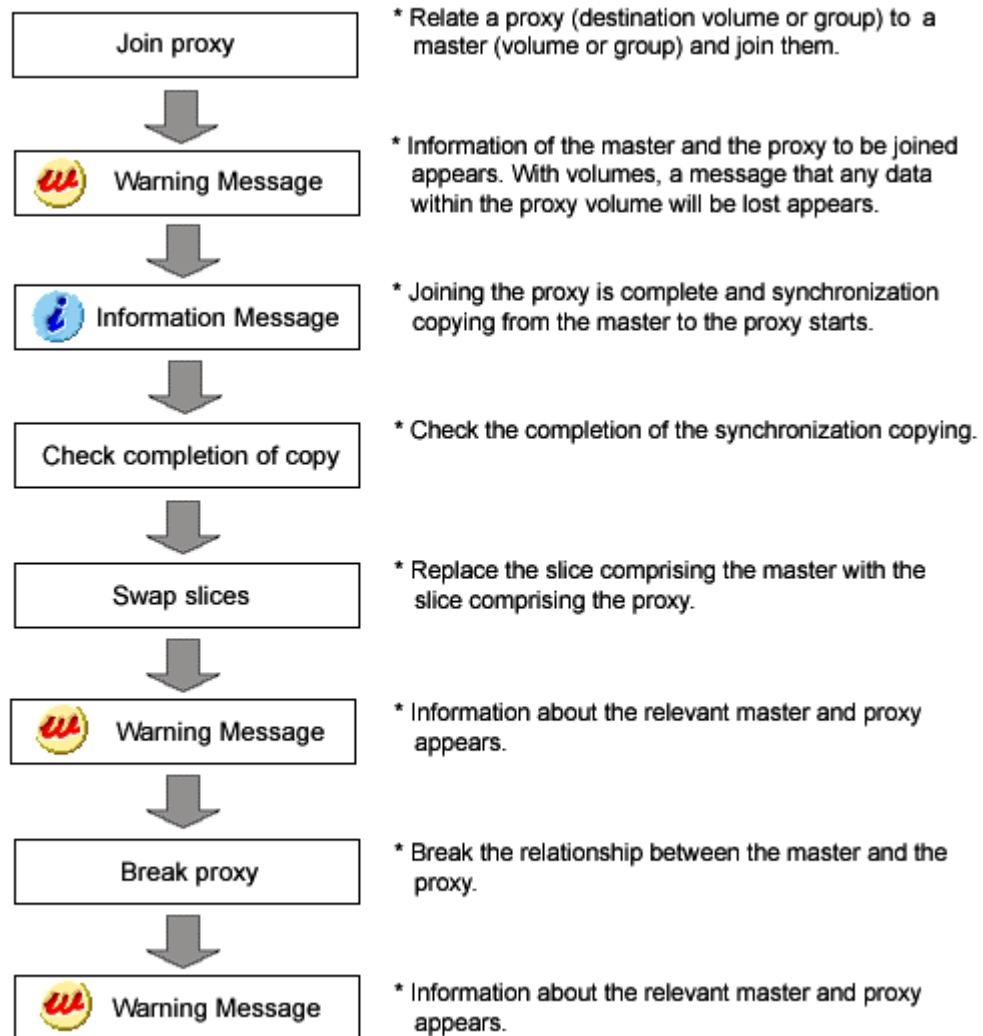 Join proxy
* Relate a proxy (destination volume or group) to a
master (volume or group) and join them.
Warning Message
* Information of the master and the proxy to be joined
appears. With volumes, a message that any data
within the proxy volume will be lost appears.
Information Message
* Joining the proxy is complete and synchronization
copying from the master to the proxy starts.
Check completion of copy
* Check the completion of the synchronization copying.
Swap slices
* Replace the slice comprising the master with the
slice comprising the proxy.
Warning Message
* Information about the relevant master and proxy
appears.
Break proxy
* Break the relationship between the master and the
proxy.
Warning Message
* Information about the relevant master and proxy
appears.